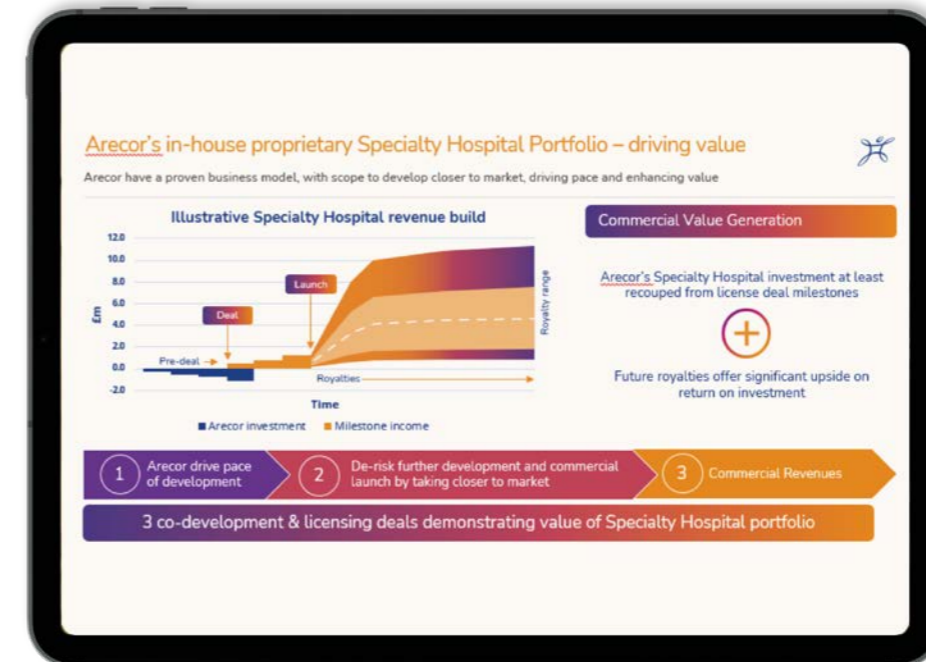 Arecor's in-house proprietary Specialty Hospital Portfolio – driving value
Arecor have a proven business model, with scope to develop closer to market, driving pace and enhancing value
Illustrative Specialty Hospital revenue build
12.0
10.0
8.0
6.0
4.0
2.0
0.0
-2.0
£m
Deal
Launch
Pre-deal
Royalties
Royalty range
Time
Arecor investment
Milestone income
Commercial Value Generation
Arecor's Specialty Hospital investment at least
recouped from license deal milestones
+
Future royalties offer significant upside on
return on investment
1
Arecor drive pace
of development
2
De-risk further development and commercial
launch by taking closer to market
3
Commercial Revenues
3 co-development & licensing deals demonstrating value of Specialty Hospital portfolio